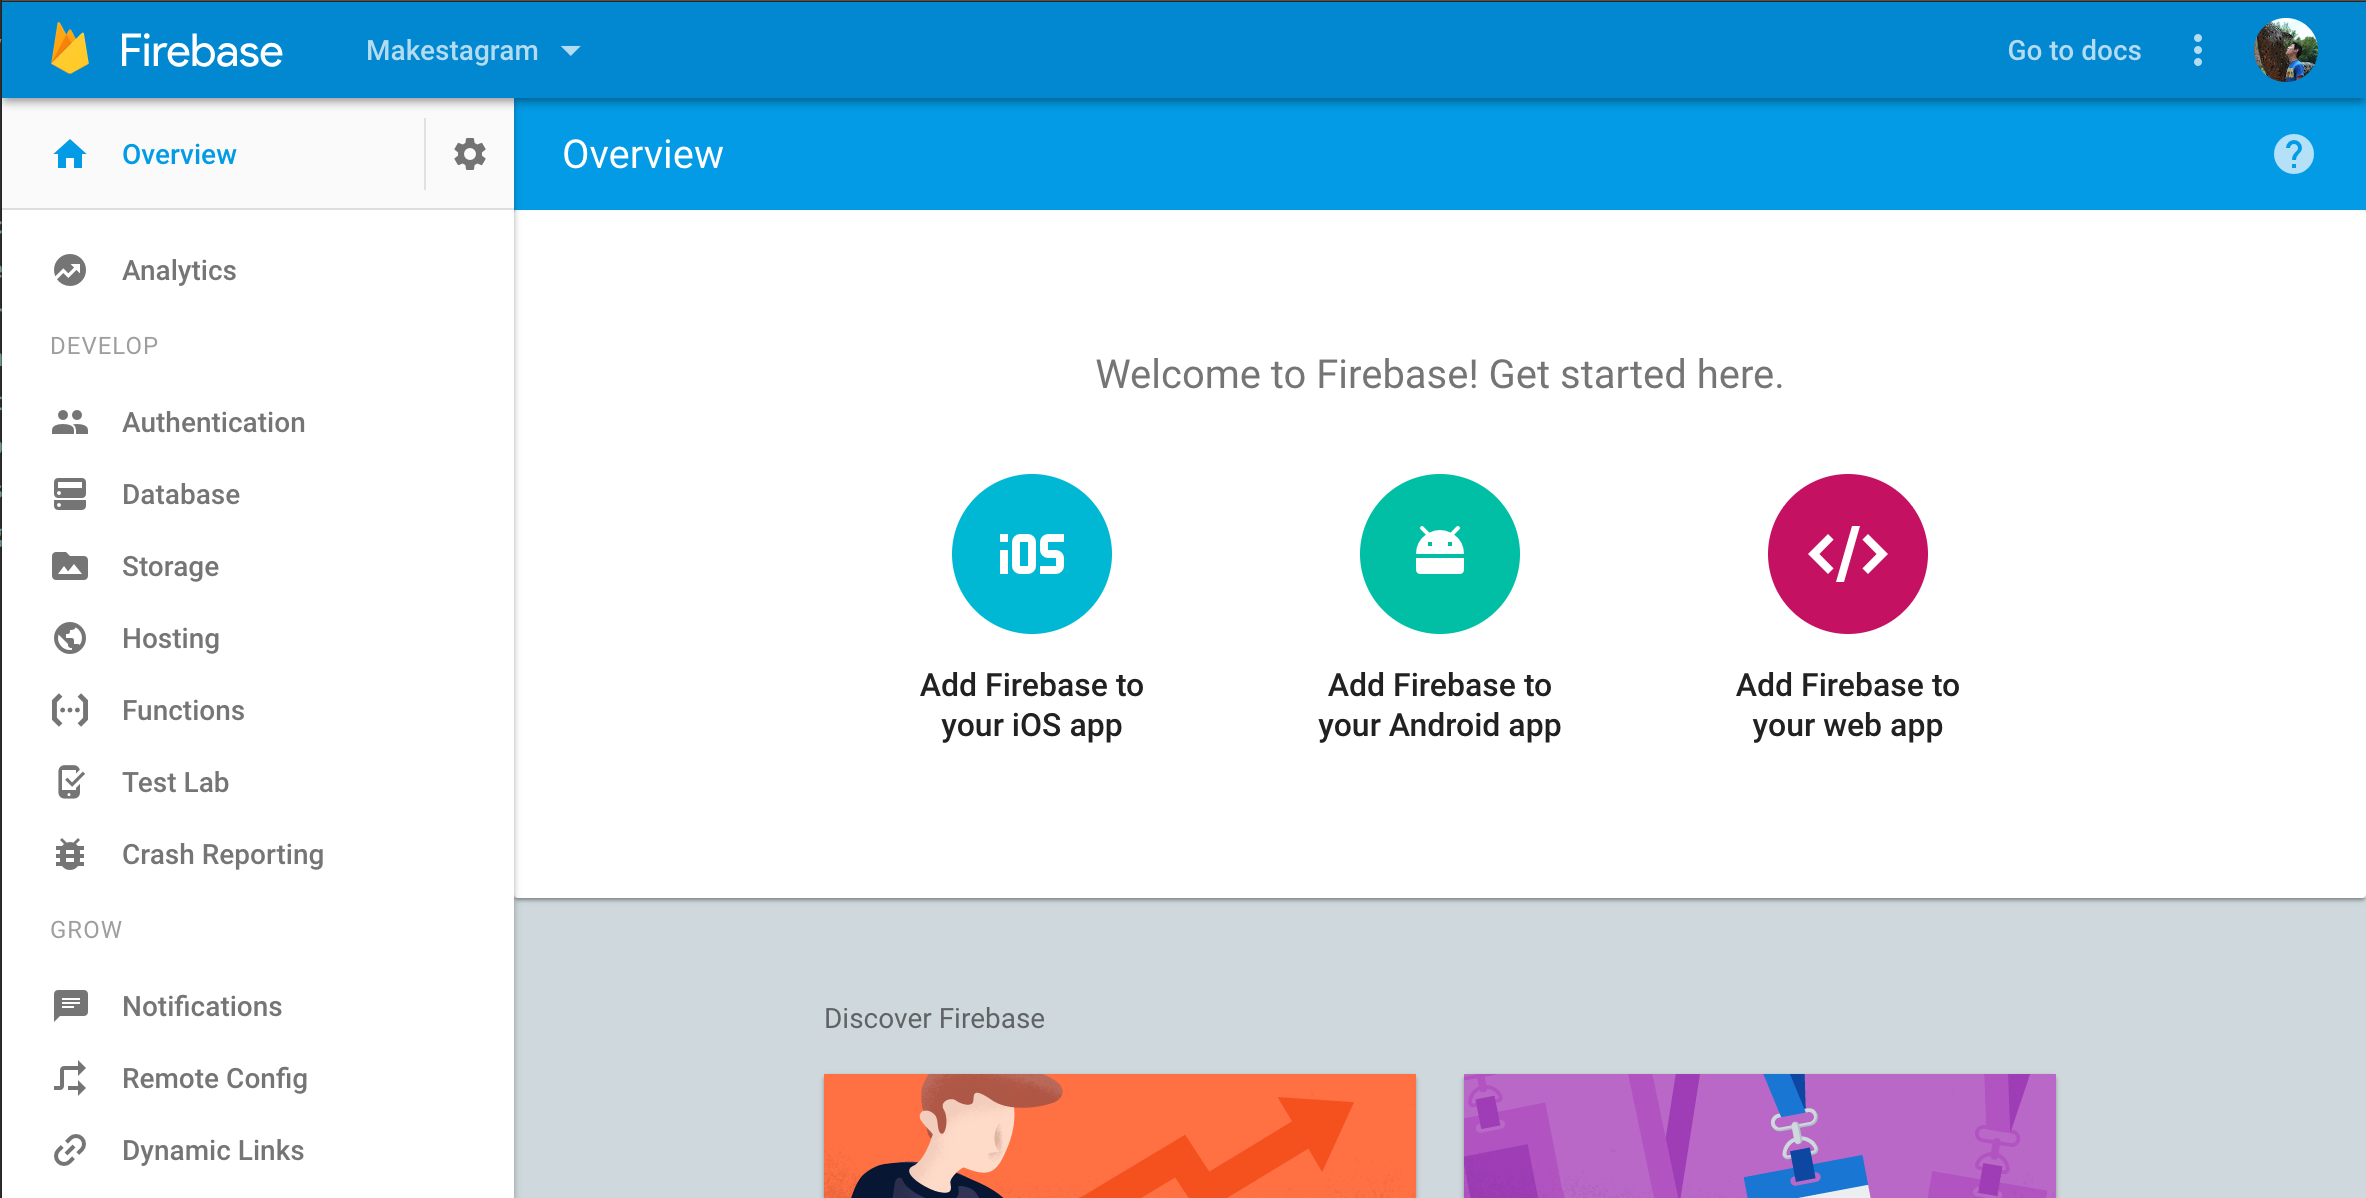 Firebase
Makestagram
Go to docs
Overview
Overview
?
Analytics
DEVELOP
Authentication
Database
Storage
Hosting
Functions
Test Lab
Crash Reporting
GROW
Notifications
Remote Config
Dynamic Links
Welcome to Firebase! Get started here.
iOS
</>
Add Firebase to
your iOS app
Add Firebase to
your Android app
Add Firebase to
your web app
Discover Firebase